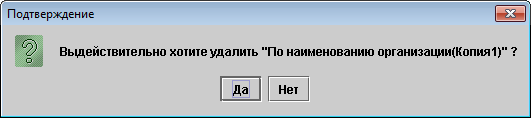 Подтверждение
Выдействительно хотите удалить "По наименованию организации(Копия1)" ?
Да
Нет